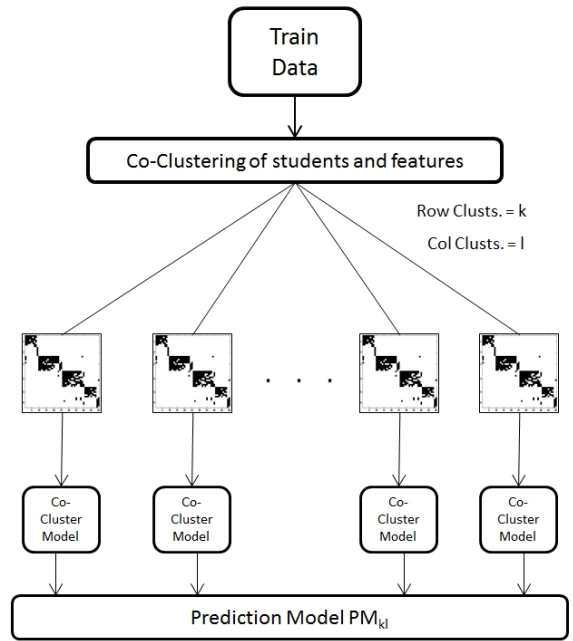 Train
Data
Co-Clustering of students and features
Row Clusts. = k
Col Clusts. = l
. . .
Co-
Cluster
Model
Co-
Cluster
Model
Co-
Cluster
Model
Co-
Cluster
Model
Prediction Model PMkl